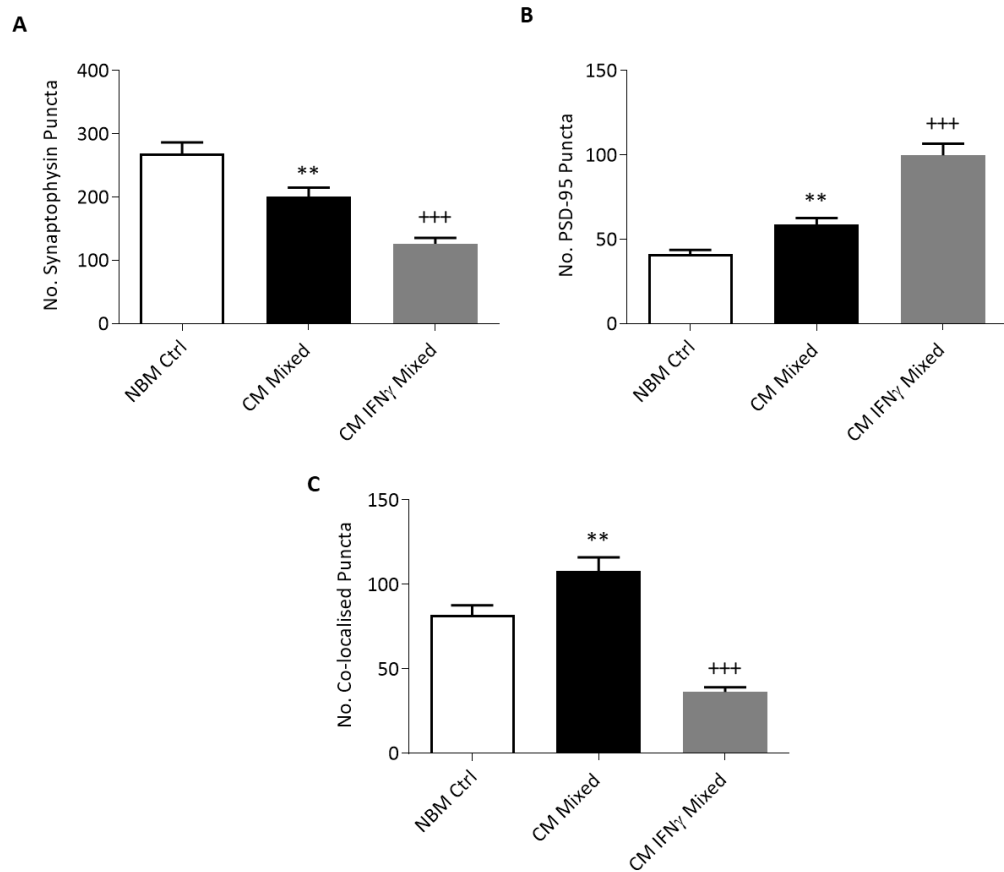 A
No. Synaptophysin Puncta
400
300
200
100
0
**
+++
NBM Ctrl
CM Mixed
CM IFNγ Mixed
B
No. PSD-95 Puncta
150
100
50
0
**
+++
NBM Ctrl
CM Mixed
CM IFNγ Mixed
C
No. Co-localised Puncta
150
100
50
0
**
+++
NBM Ctrl
CM Mixed
CM IFNγ Mixed